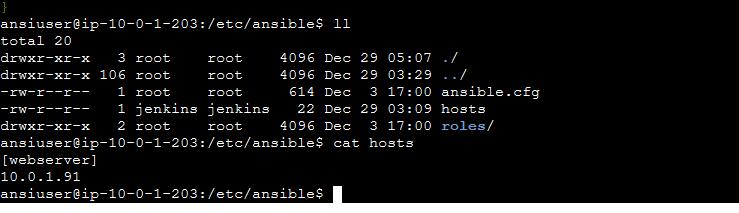 }
ansiuser@ip-10-0-1-203:/etc/ansible$ ll
total 20
drwxr-xr-x   3 root    root    4096 Dec 29 05:07 ./
drwxr-xr-x 106 root    root    4096 Dec 29 03:29 ../
-rw-r--r--   1 root    root     614 Dec  3 17:00 ansible.cfg
-rw-r--r--   1 jenkins jenkins   22 Dec 29 03:09 hosts
drwxr-xr-x   2 root    root    4096 Dec  3 17:00 roles/
ansiuser@ip-10-0-1-203:/etc/ansible$ cat hosts
[webserver]
10.0.1.91
ansiuser@ip-10-0-1-203:/etc/ansible$